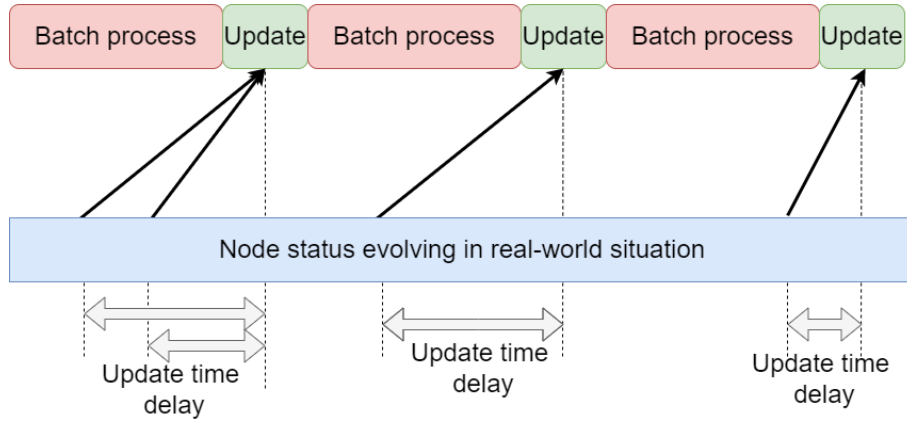 Batch process
Update
Batch process
Update
Batch process
Update
Node status evolving in real-world situation
Update time
delay
Update time
delay
Update time
delay